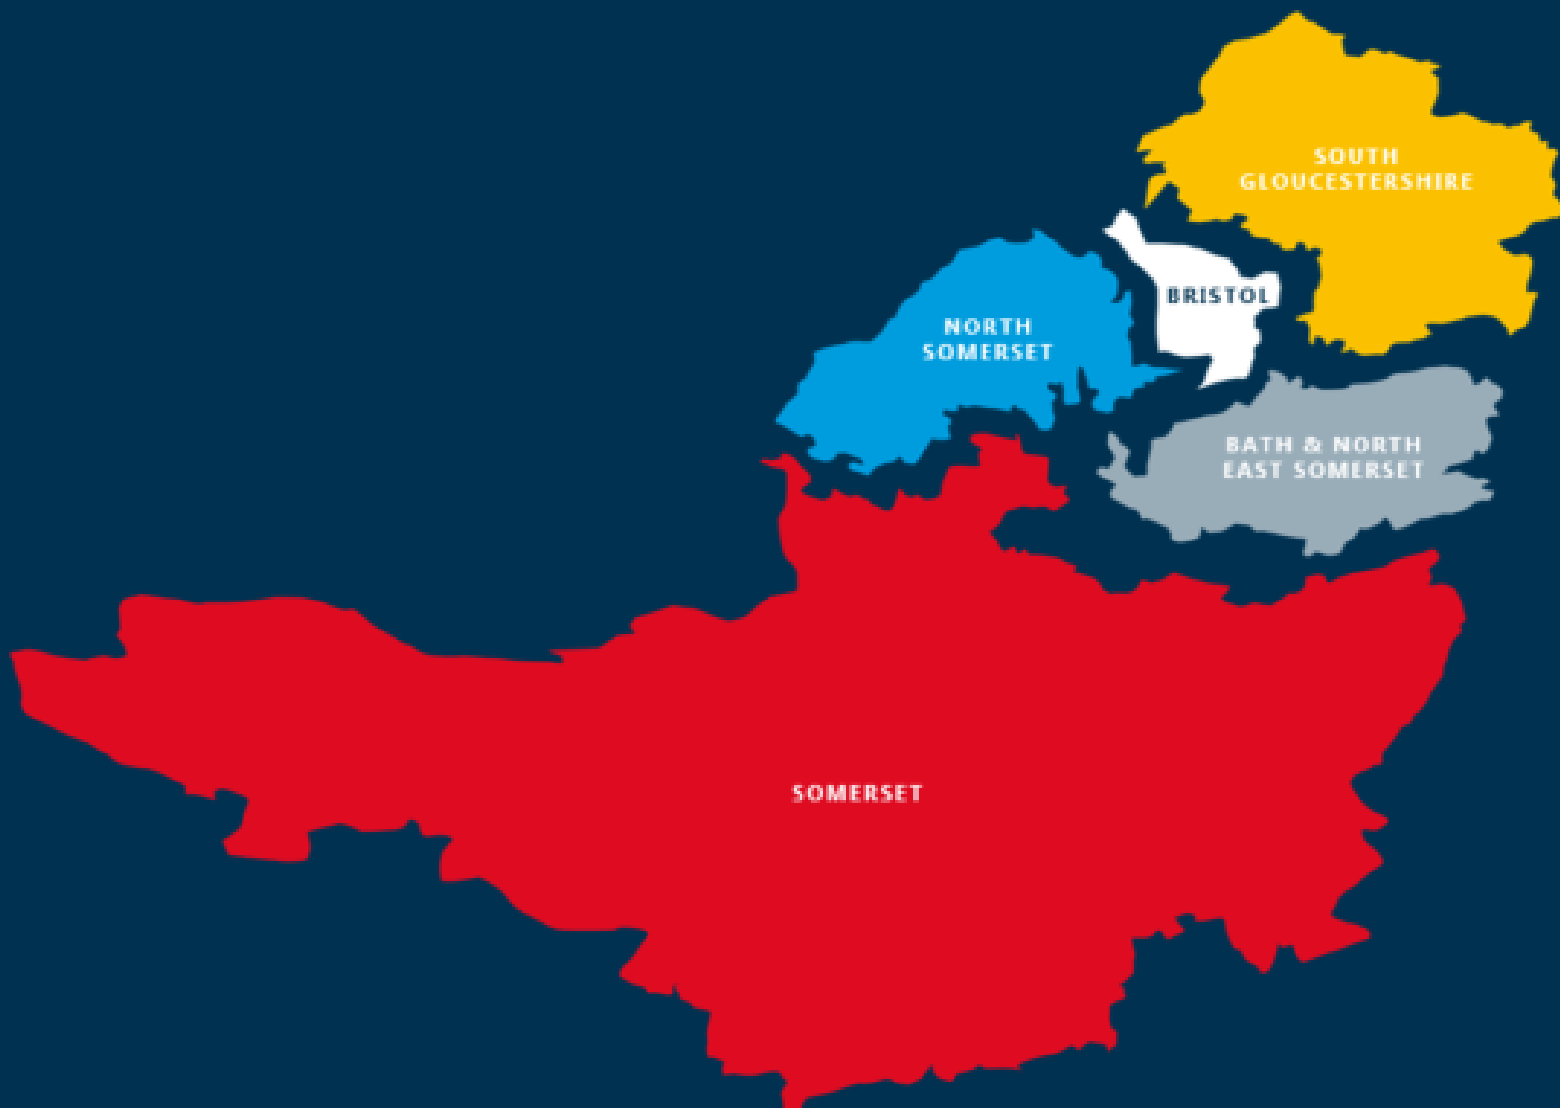 SOUTH
GLOUCESTERSHIRE
BRISTOL
NORTH
SOMERSET
BATH & NORTH
EAST SOMERSET
SOMERSET